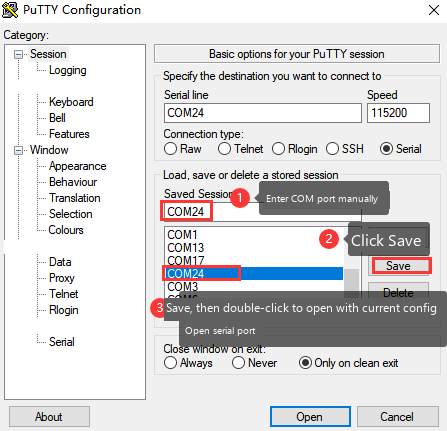 PuTTY Configuration
Category:
Session
Logging
Keyboard
Bell
Features
Window
Appearance
Behaviour
Translation
Selection
Colours
Data
Proxy
Telnet
Rlogin
Serial
Basic options for your PuTTY session
Specify the destination you want to connect to
Serial line
Speed
COM24
115200
Connection type:
Raw
Telnet
Rlogin
SSH
Serial
Load, save or delete a stored session
Saved Session
1
Enter COM port manually
COM24
COM1
COM13
COM17
COM24
COM3
2
Click Save
Save
Delete
3
Save, then double-click to open with current config
Open serial port
Close window on exit:
Always
Never
Only on clean exit
About
Open
Cancel